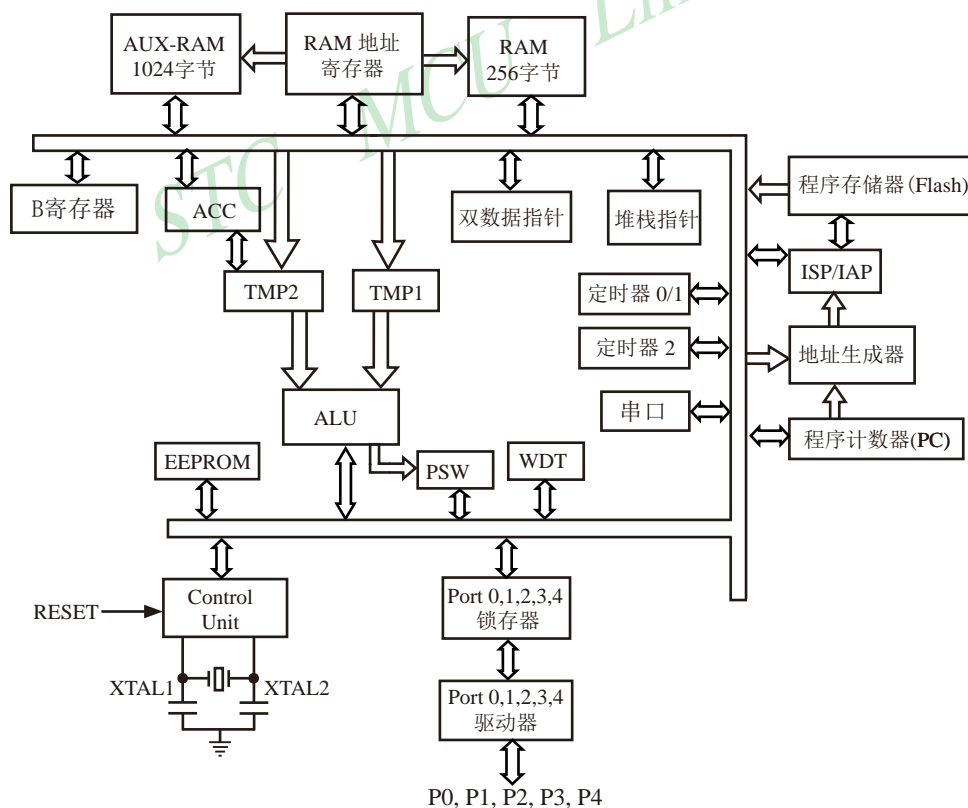 STC MCU Lim
AUX-RAM
1024字节
RAM 地址
寄存器
RAM
256字节
B寄存器
ACC
双数据指针
堆栈指针
程序存储器(Flash)
TMP2
TMP1
定时器 0/1
ISP/IAP
定时器 2
地址生成器
ALU
串口
程序计数器(PC)
EEPROM
PSW
WDT
RESET
Control
Unit
Port 0,1,2,3,4
锁存器
XTAL1
XTAL2
Port 0,1,2,3,4
驱动器
P0, P1, P2, P3, P4